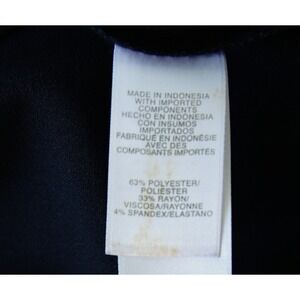 MADE IN INDONESIA
WITH IMPORTED
COMPONENTS
HECHO EN INDONESIA
CON INSUMOS
IMPORTADOS
FABRIQUÉ EN INDONÉSIE
AVEC DES
COMPOSANTS IMPORTÉS
63% POLYESTER/
POLIÉSTER
33% RAYON/
VISCOSA/RAYONNE
4% SPANDEX/ELASTANO